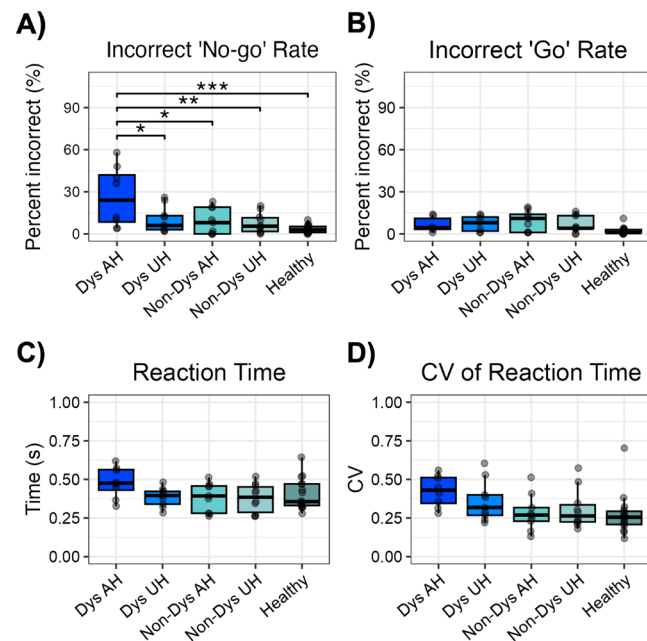 A)
Incorrect 'No-go' Rate
Percent incorrect (%)
90
60
30
0
***
**
*
*
Dys AH
Dys UH
Non-Dys AH
Non-Dys UH
Healthy
B)
Incorrect 'Go' Rate
Percent incorrect (%)
90
60
30
0
Dys AH
Dys UH
Non-Dys AH
Non-Dys UH
Healthy
C)
Reaction Time
Time (s)
1.00
0.75
0.50
0.25
0.00
Dys AH
Dys UH
Non-Dys AH
Non-Dys UH
Healthy
D)
CV of Reaction Time
CV
1.00
0.75
0.50
0.25
0.00
Dys AH
Dys UH
Non-Dys AH
Non-Dys UH
Healthy